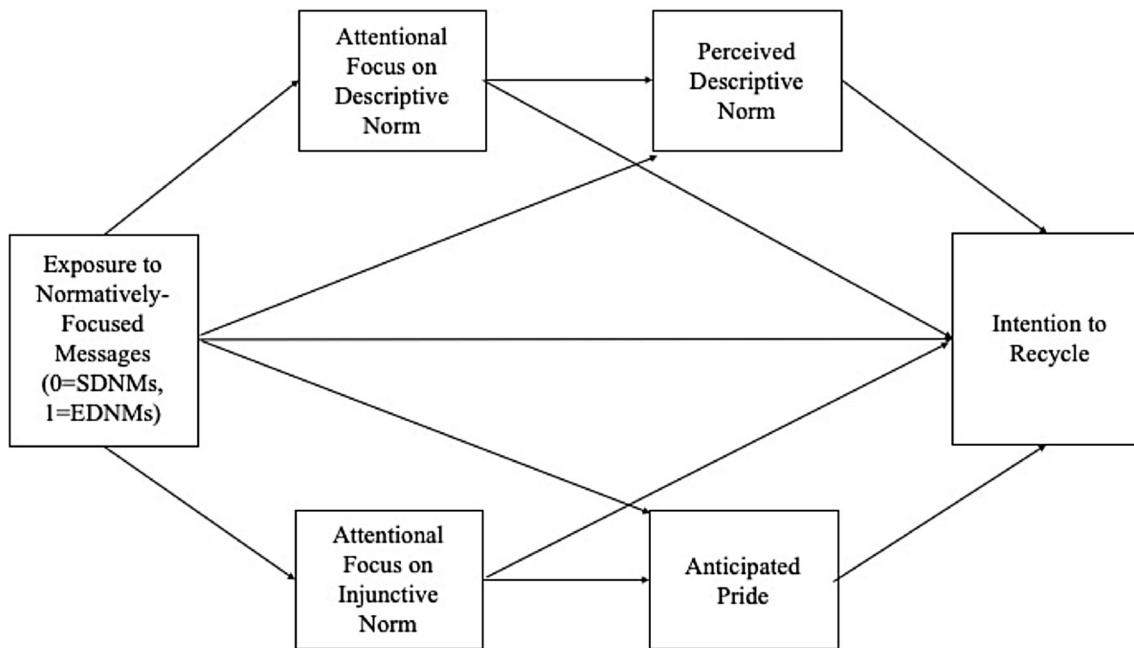 Attentional
Focus on
Descriptive
Norm
Perceived
Descriptive
Norm
Exposure to
Normatively-
Focused
Messages
(0=SDNMs,
1=EDNMs)
Intention to
Recycle
Attentional
Focus on
Injunctive
Norm
Anticipated
Pride